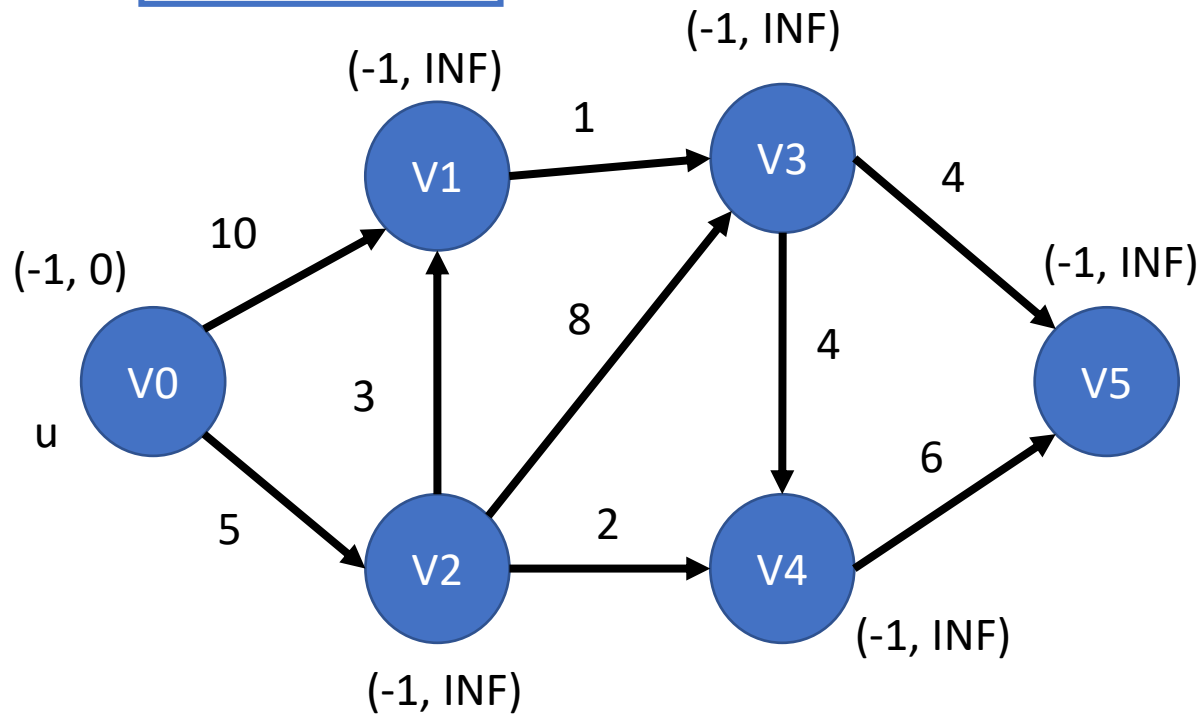 (-1, INF)
(-1, INF)
1
V3
V1
4
10
(-1, 0)
(-1, INF)
8
4
V0
3
V5
u
6
5
2
V2
V4
(-1, INF)
(-1, INF)